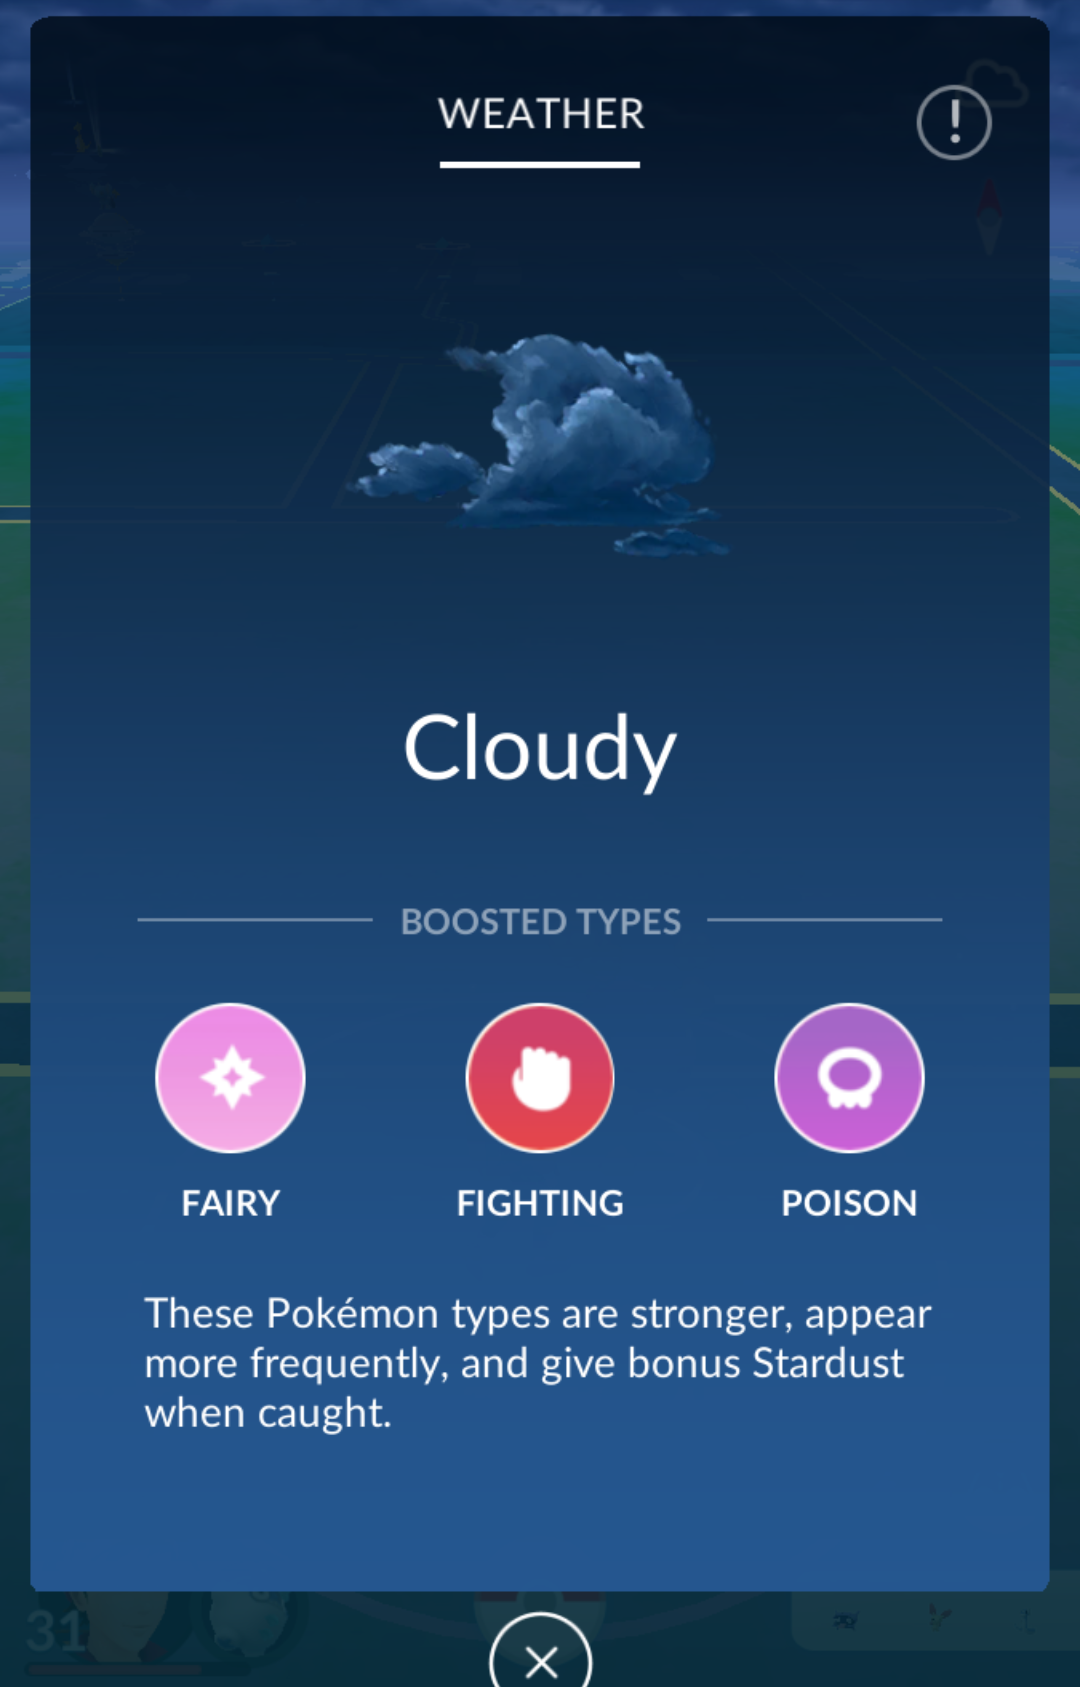 WEATHER
Cloudy
BOOSTED TYPES
FAIRY
FIGHTING
POISON
These Pokémon types are stronger, appear
more frequently, and give bonus Stardust
when caught.
31